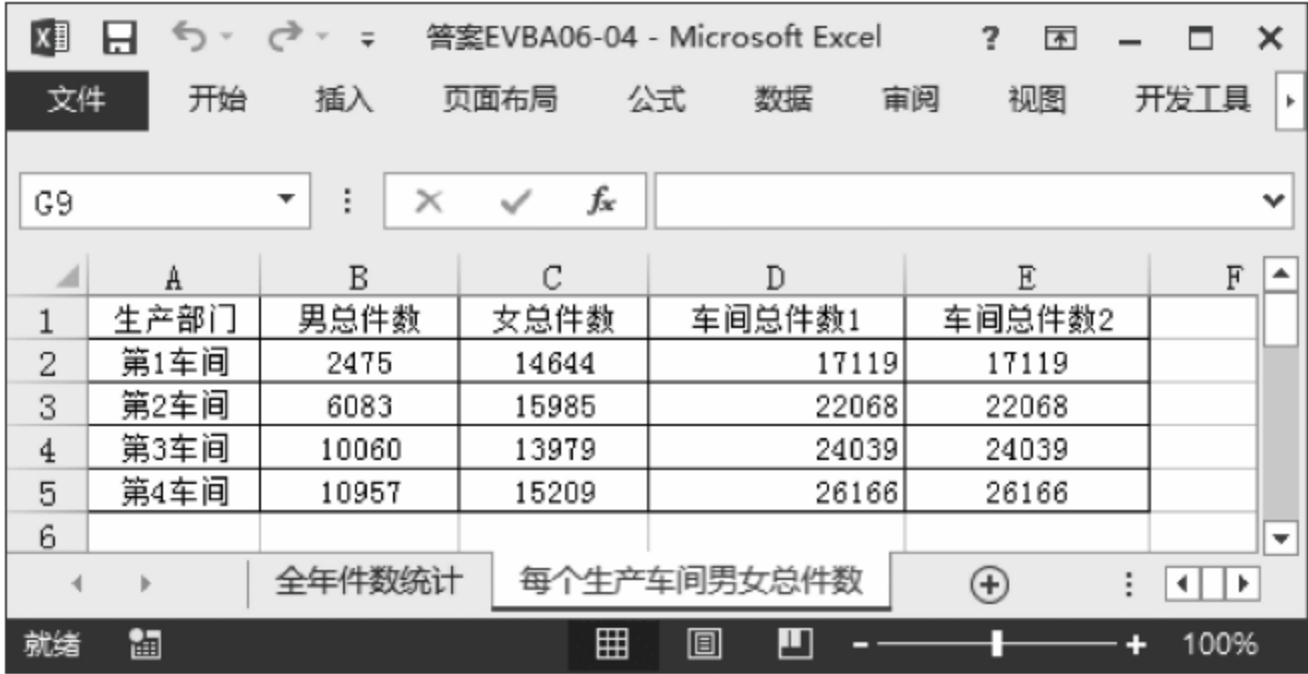 答案EVBA06-04 - Microsoft Excel ?
文件 开始 插入 页面布局 公式 数据 审阅 视图 开发工具
G9 fx
A B C D E F
1 生产部门 男总件数 女总件数 车间总件数1 车间总件数2
2 第1车间 2475 14644 17119 17119
3 第2车间 6083 15985 22068 22068
4 第3车间 10060 13979 24039 24039
5 第4车间 10957 15209 26166 26166
6
全年件数统计 每个生产车间男女总件数
就绪 100%